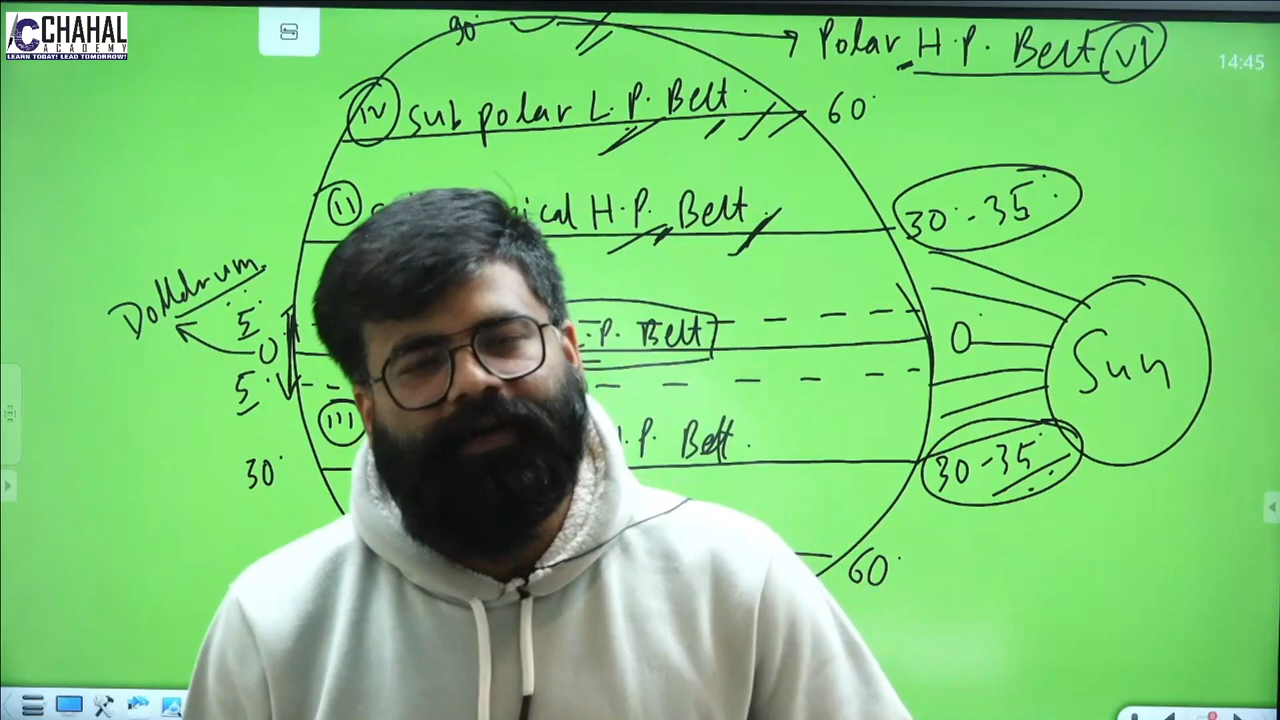 CHAHAL
ACADEMY
LEARN TODAY! LEAD TOMORROW!
14:45
90°
Polar H.P. Belt (VI)
(IV) sub polar L.P. Belt.
60°
(II)
ical H.P. Belt.
30°-35°
Dolldrum
5°
0°
5°
.P. Belt
0°
Sun
(III)
.P. Belt.
30°
30°-35°
60°